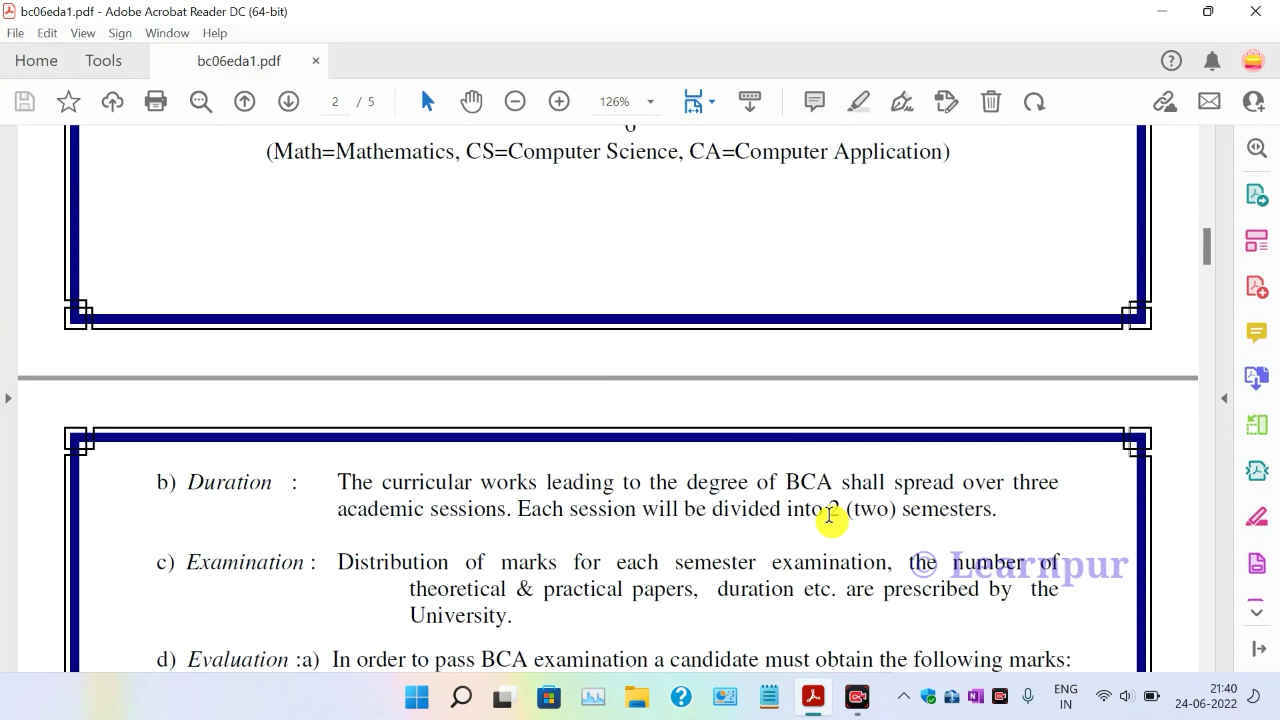 bc06eda1.pdf - Adobe Acrobat Reader DC (64-bit)
File Edit View Sign Window Help
Home Tools bc06eda1.pdf
2 / 5 126%
(Math=Mathematics, CS=Computer Science, CA=Computer Application)
b) Duration : The curricular works leading to the degree of BCA shall spread over three
academic sessions. Each session will be divided into 2 (two) semesters.
c) Examination : Distribution of marks for each semester examination, the number of
© Learnpur
theoretical & practical papers, duration etc. are prescribed by the
University.
d) Evaluation :a) In order to pass BCA examination a candidate must obtain the following marks:
ENG
IN
21:40
24-06-2022